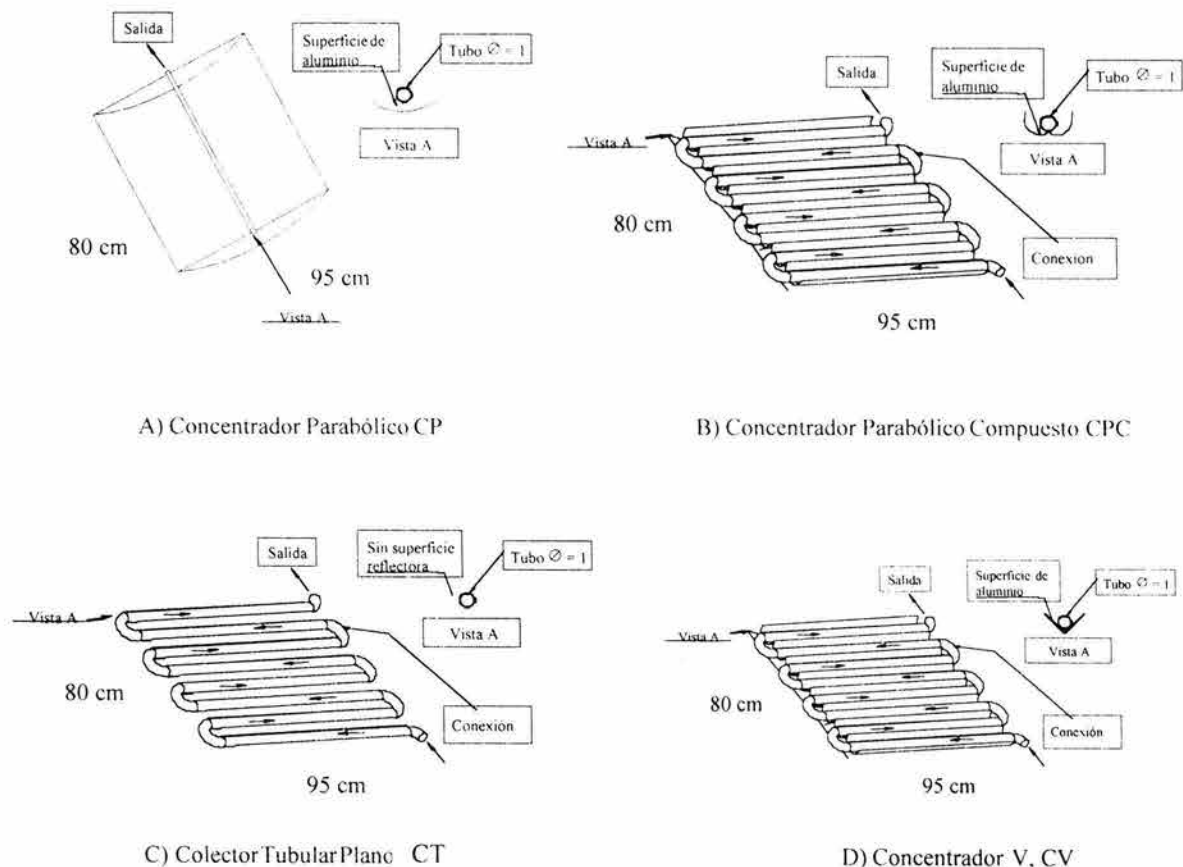 Salida
Superficie de
aluminio
Tubo Ø = 1
Vista A
80 cm
95 cm
Vista A
A) Concentrador Parabólico CP
Salida
Superficie de
aluminio
Tubo Ø = 1
Vista A
Vista A
80 cm
Conexion
95 cm
B) Concentrador Parabólico Compuesto CPC
Salida
Sin superficie
reflectora
Tubo Ø = 1
Vista A
Vista A
80 cm
Conexión
95 cm
C) Colector Tubular Plano CT
Salida
Superficie de
aluminio
Tubo Ø = 1
Vista A
Vista A
80 cm
Conexión
95 cm
D) Concentrador V, CV